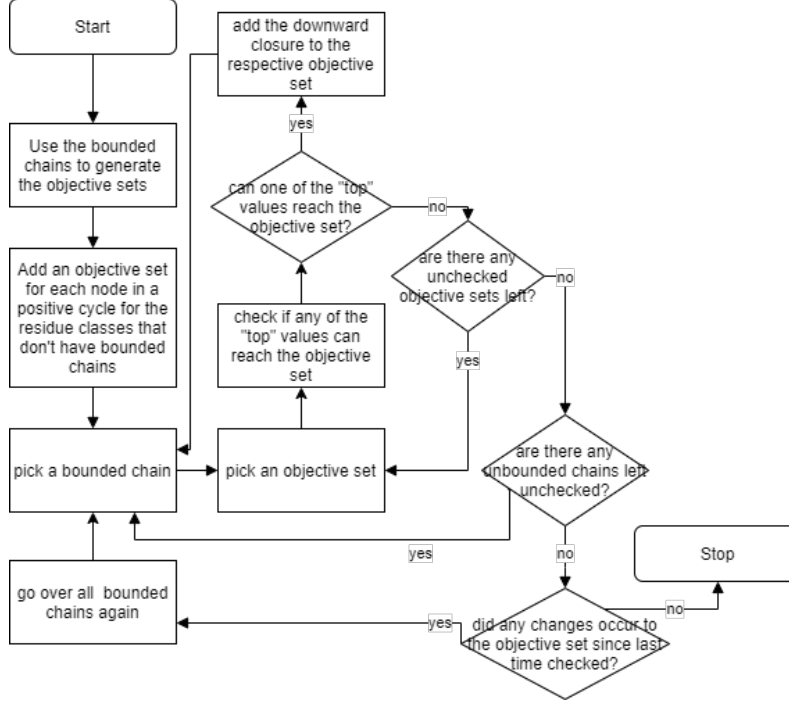 Start
Use the bounded
chains to generate
the objective sets
Add an objective set
for each node in a
positive cycle for the
residue classes that
don't have bounded
chains
pick a bounded chain
go over all bounded
chains again
add the downward
closure to the
respective objective
set
yes
can one of the "top"
values reach the
objective set?
no
check if any of the
"top" values can
reach the objective
set
pick an objective set
are there any
unchecked
objective sets left?
no
yes
are there any
unbounded chains left
unchecked?
yes
no
did any changes occur to
the objective set since last
time checked?
yes
no
Stop